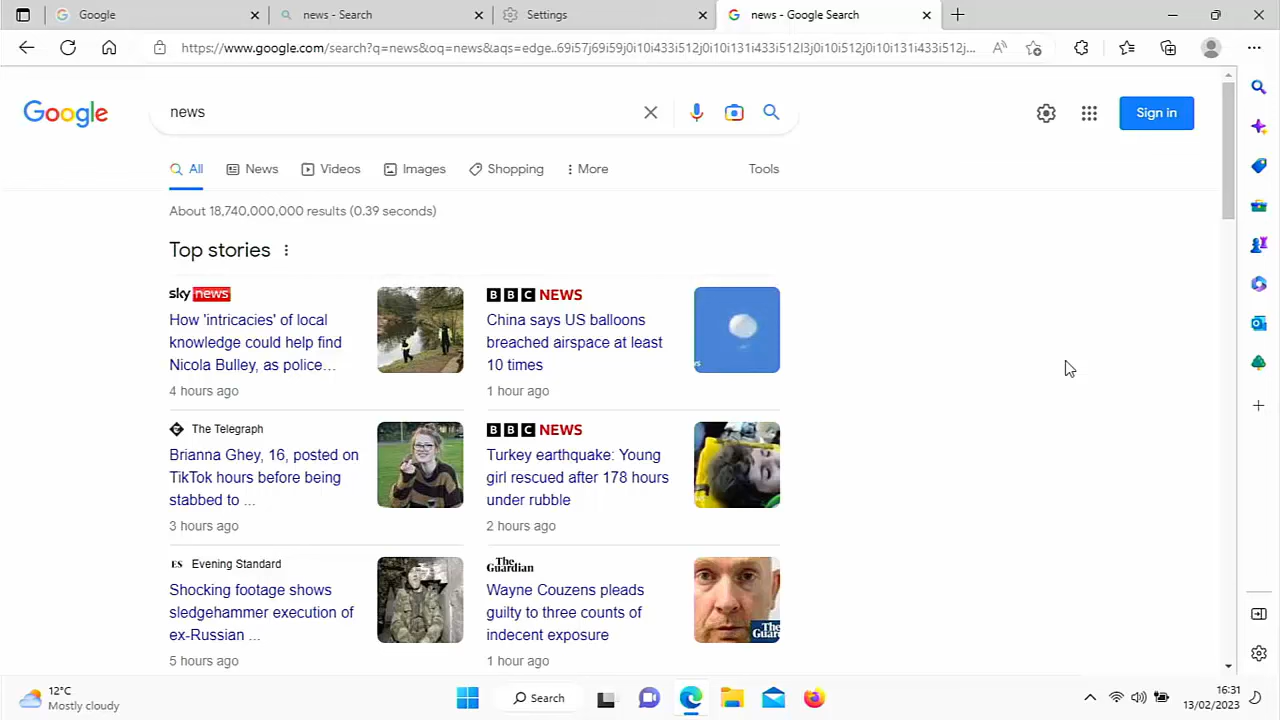 Google
news - Search
Settings
news - Google Search
https://www.google.com/search?q=news&oq=news&aqs=edge..69i57j69i59j0i10i433i512j0i10i131i433i512l3j0i10i512j0i10i131i433i512j...
Google
news
Sign in
All
News
Videos
Images
Shopping
More
Tools
About 18,740,000,000 results (0.39 seconds)
Top stories
sky news
How 'intricacies' of local
knowledge could help find
Nicola Bulley, as police...
4 hours ago
BBC NEWS
China says US balloons
breached airspace at least
10 times
1 hour ago
The Telegraph
Brianna Ghey, 16, posted on
TikTok hours before being
stabbed to ...
3 hours ago
BBC NEWS
Turkey earthquake: Young
girl rescued after 178 hours
under rubble
2 hours ago
ES Evening Standard
Shocking footage shows
sledgehammer execution of
ex-Russian ...
5 hours ago
The Guardian
Wayne Couzens pleads
guilty to three counts of
indecent exposure
1 hour ago
12°C
Mostly cloudy
Search
16:31
13/02/2023